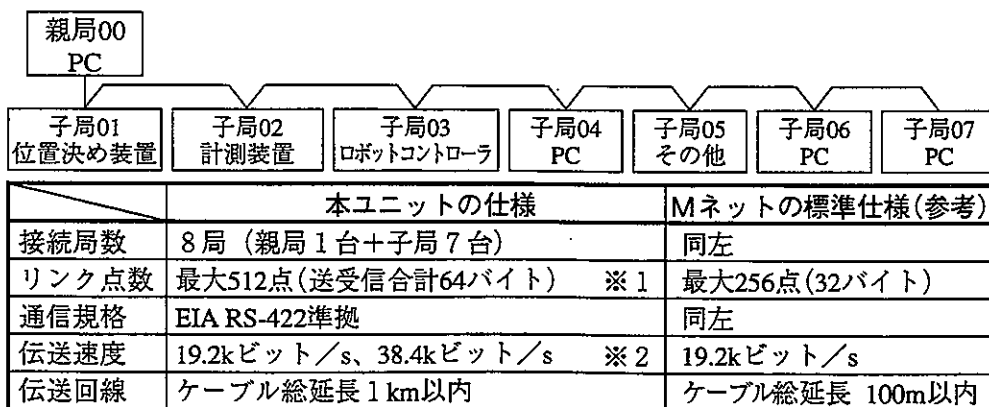 親局00
PC
子局01
位置決め装置
子局02
計測装置
子局03
ロボットコントローラ
子局04
PC
子局05
その他
子局06
PC
子局07
PC
本ユニットの仕様 Mネットの標準仕様(参考)
接続局数 8局(親局1台+子局7台) 同左
リンク点数 最大512点(送受信合計64バイト) ※1 最大256点(32バイト)
通信規格 EIA RS-422準拠 同左
伝送速度 19.2kビット/s、38.4kビット/s ※2 19.2kビット/s
伝送回線 ケーブル総延長1km以内 ケーブル総延長 100m以内